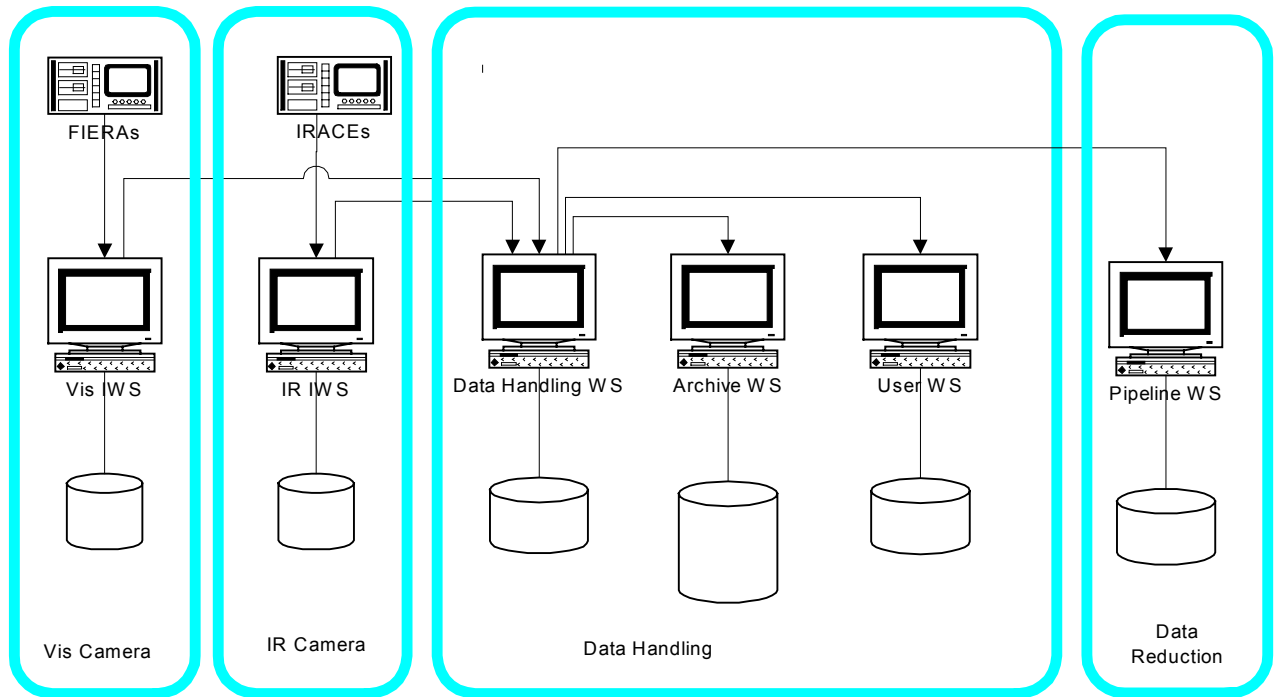 FIERAs
IRACEs
Vis IWS
IR IWS
Data Handling WS
Archive WS
User WS
Pipeline WS
Vis Camera
IR Camera
Data Handling
Data
Reduction